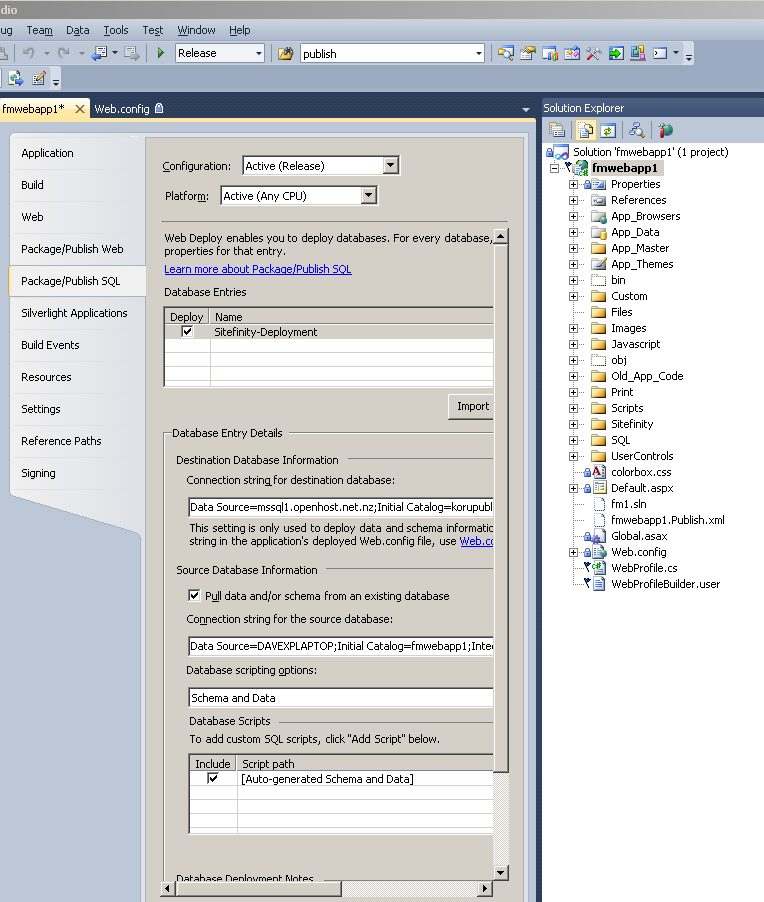 dio
ug Team Data Tools Test Window Help
Release publish
fmwebapp1* Web.config
Application
Build
Web
Package/Publish Web
Package/Publish SQL
Silverlight Applications
Build Events
Resources
Settings
Reference Paths
Signing
Configuration: Active (Release)
Platform: Active (Any CPU)
Web Deploy enables you to deploy databases. For every database,
properties for that entry.
Learn more about Package/Publish SQL
Database Entries
Deploy Name
Sitefinity-Deployment
Import
Database Entry Details
Destination Database Information
Connection string for destination database:
Data Source=mssql1.openhost.net.nz;Initial Catalog=korupubl
This setting is only used to deploy data and schema informatic
string in the application's deployed Web.config file, use Web.co
Source Database Information
Pull data and/or schema from an existing database
Connection string for the source database:
Data Source=DAVEXPLAPTOP;Initial Catalog=fmwebapp1;Integ
Database scripting options:
Schema and Data
Database Scripts
To add custom SQL scripts, click "Add Script" below.
Include Script path
[Auto-generated Schema and Data]
Database Deployment Notes
Solution Explorer
Solution 'fmwebapp1' (1 project)
fmwebapp1
Properties
References
App_Browsers
App_Data
App_Master
App_Themes
bin
Custom
Files
Images
Javascript
obj
Old_App_Code
Print
Scripts
Sitefinity
SQL
UserControls
colorbox.css
Default.aspx
fm1.sln
fmwebapp1.Publish.xml
Global.asax
Web.config
WebProfile.cs
WebProfileBuilder.user